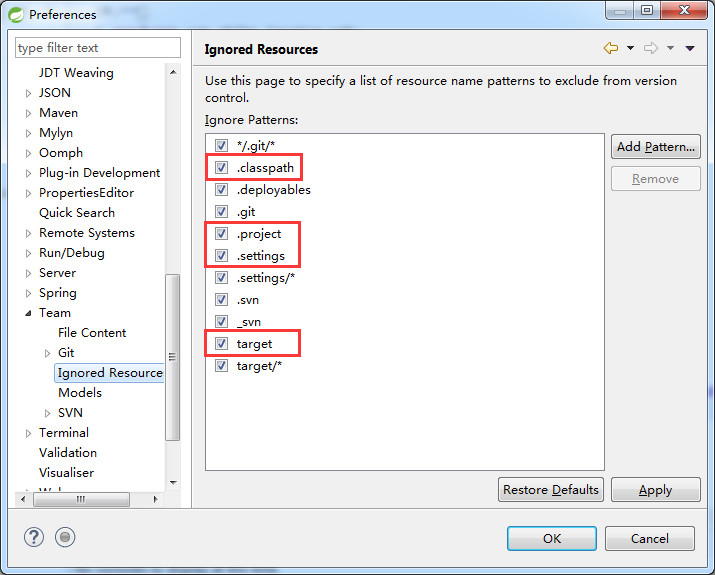 Preferences
type filter text
JDT Weaving
JSON
Maven
Mylyn
Oomph
Plug-in Development
PropertiesEditor
Quick Search
Remote Systems
Run/Debug
Server
Spring
Team
File Content
Git
Ignored Resource
Models
SVN
Terminal
Validation
Visualiser
Ignored Resources
Use this page to specify a list of resource name patterns to exclude from version
control.
Ignore Patterns:
*/.git/*
.classpath
.deployables
.git
.project
.settings
.settings/*
.svn
_svn
target
target/*
Add Pattern...
Remove
Restore Defaults
Apply
OK
Cancel